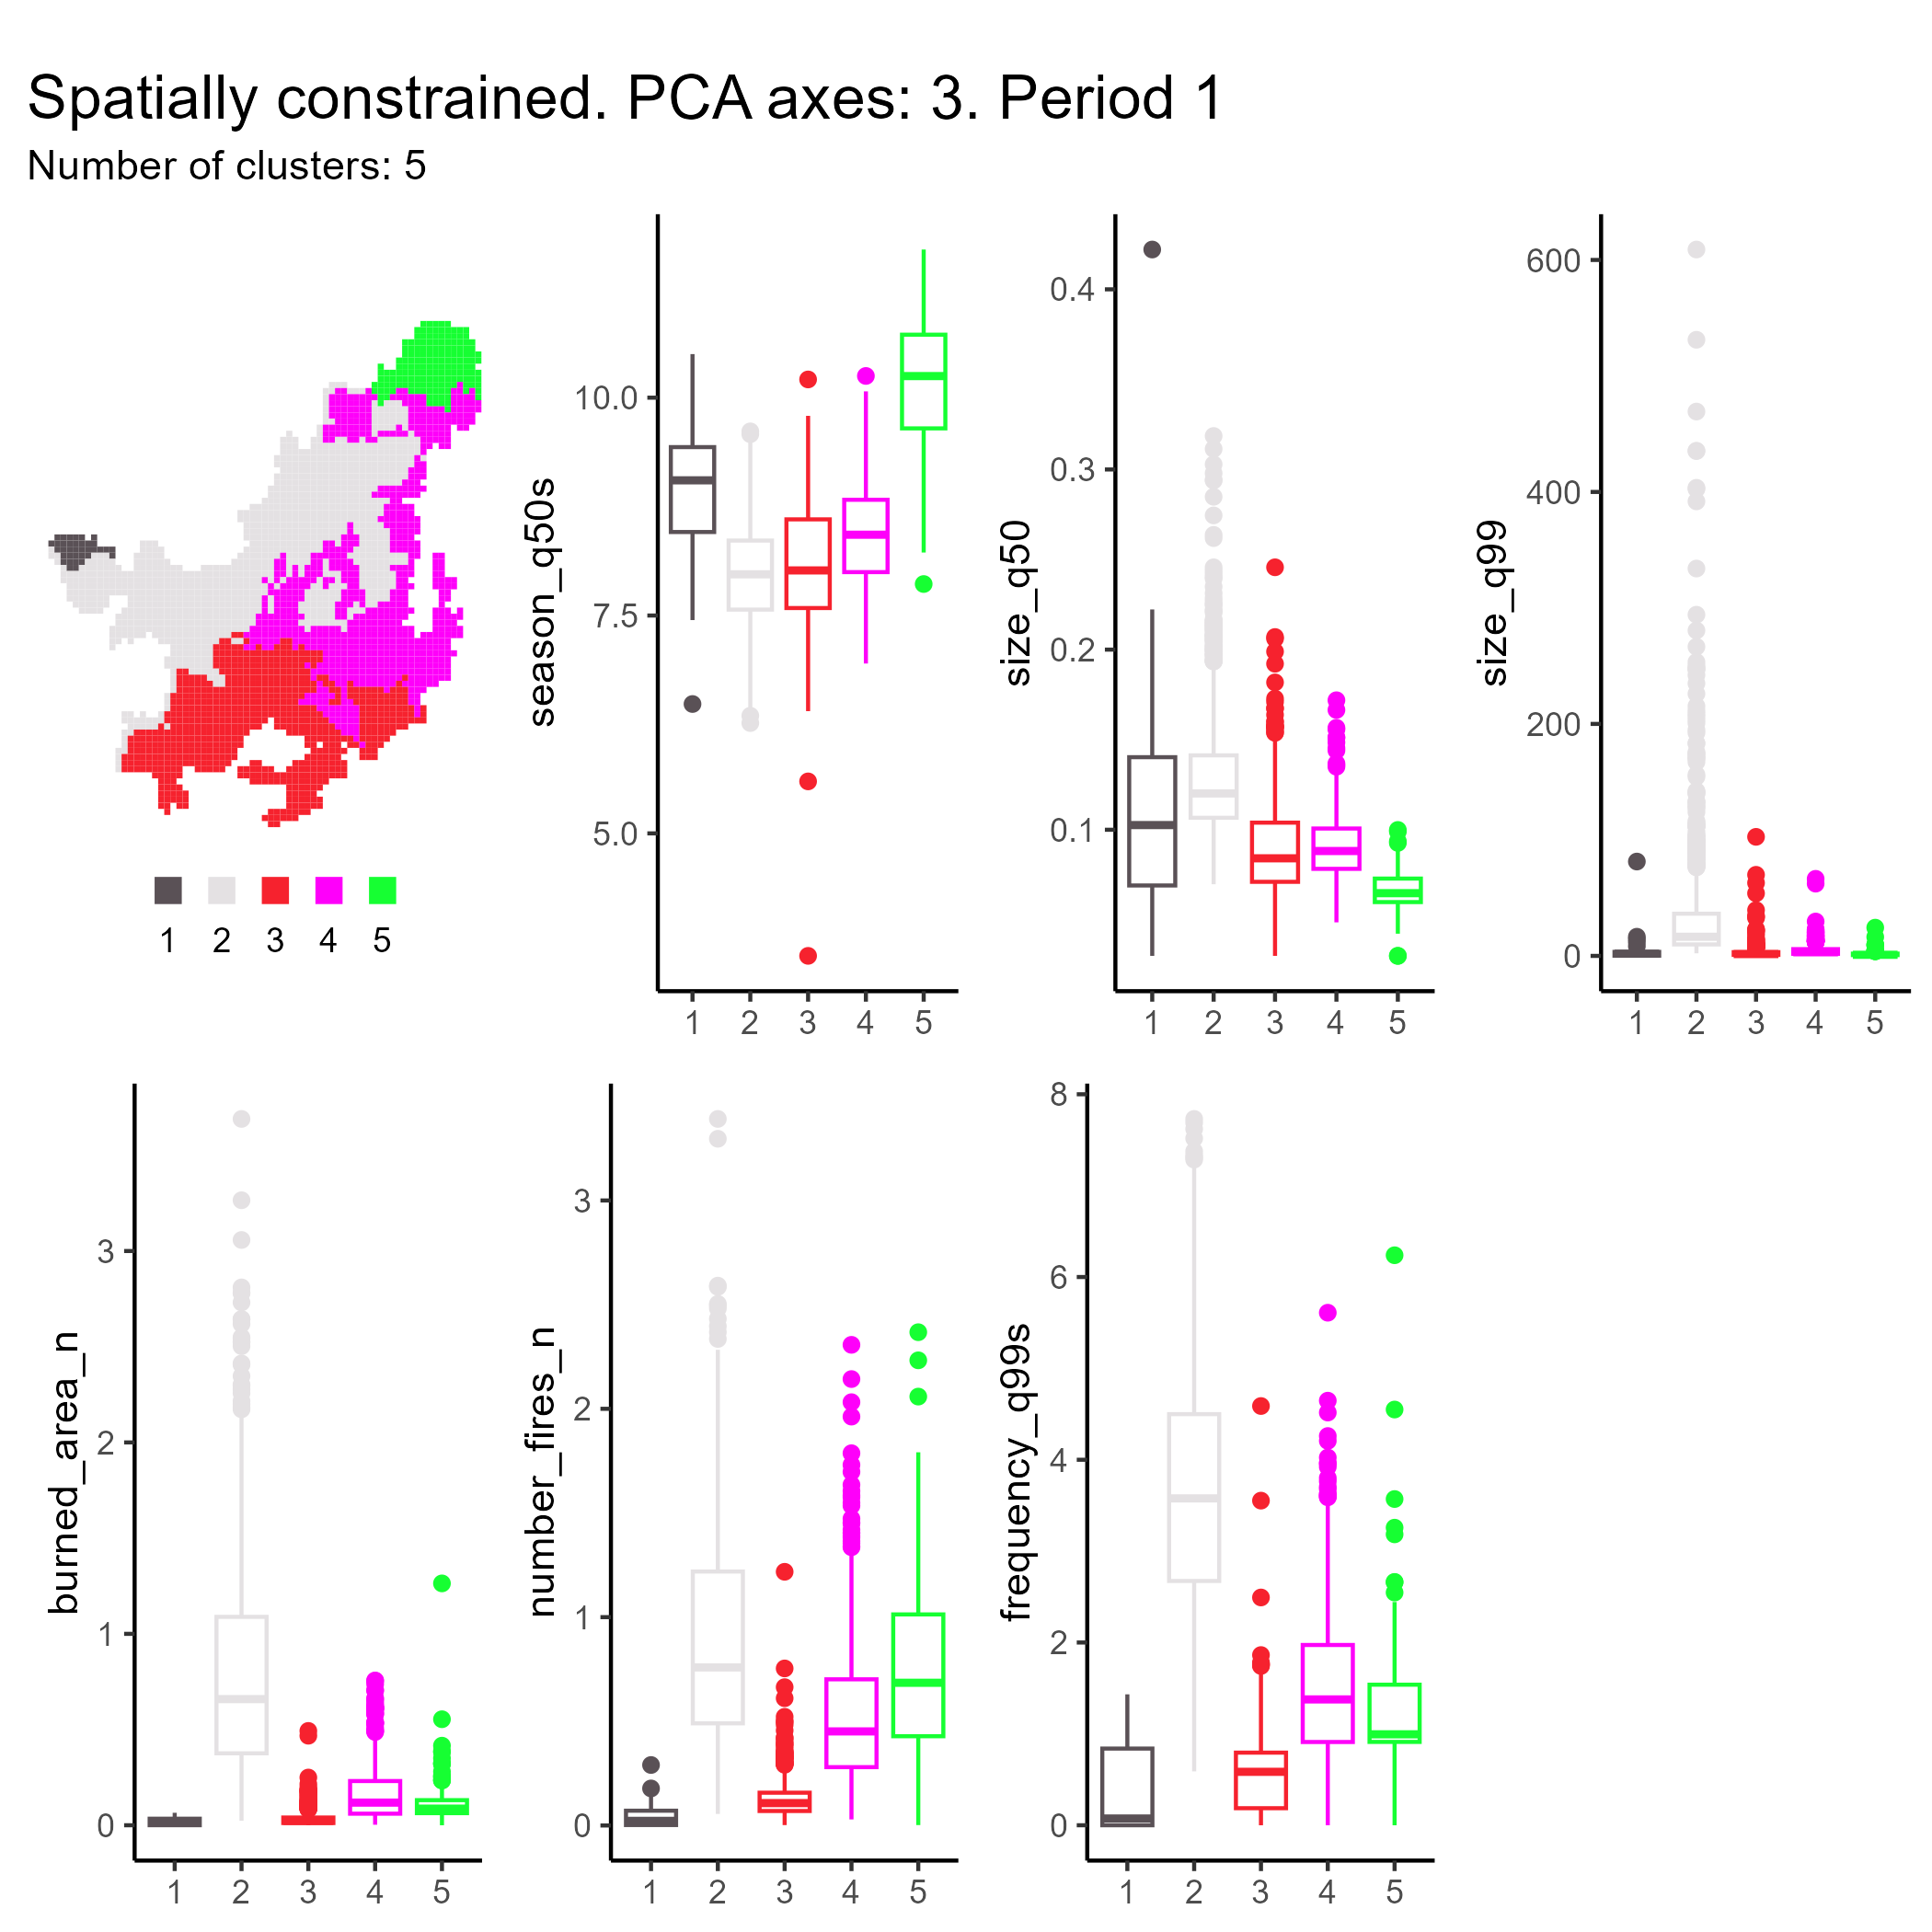 Spatially constrained. PCA axes: 3. Period 1
Number of clusters: 5
1 2 3 4 5
season_q50s
10.0
7.5
5.0
1 2 3 4 5
size_q50
0.4
0.3
0.2
0.1
1 2 3 4 5
size_q99
600
400
200
0
1 2 3 4 5
burned_area_n
3
2
1
0
1 2 3 4 5
number_fires_n
3
2
1
0
1 2 3 4 5
frequency_q99s
8
6
4
2
0
1 2 3 4 5